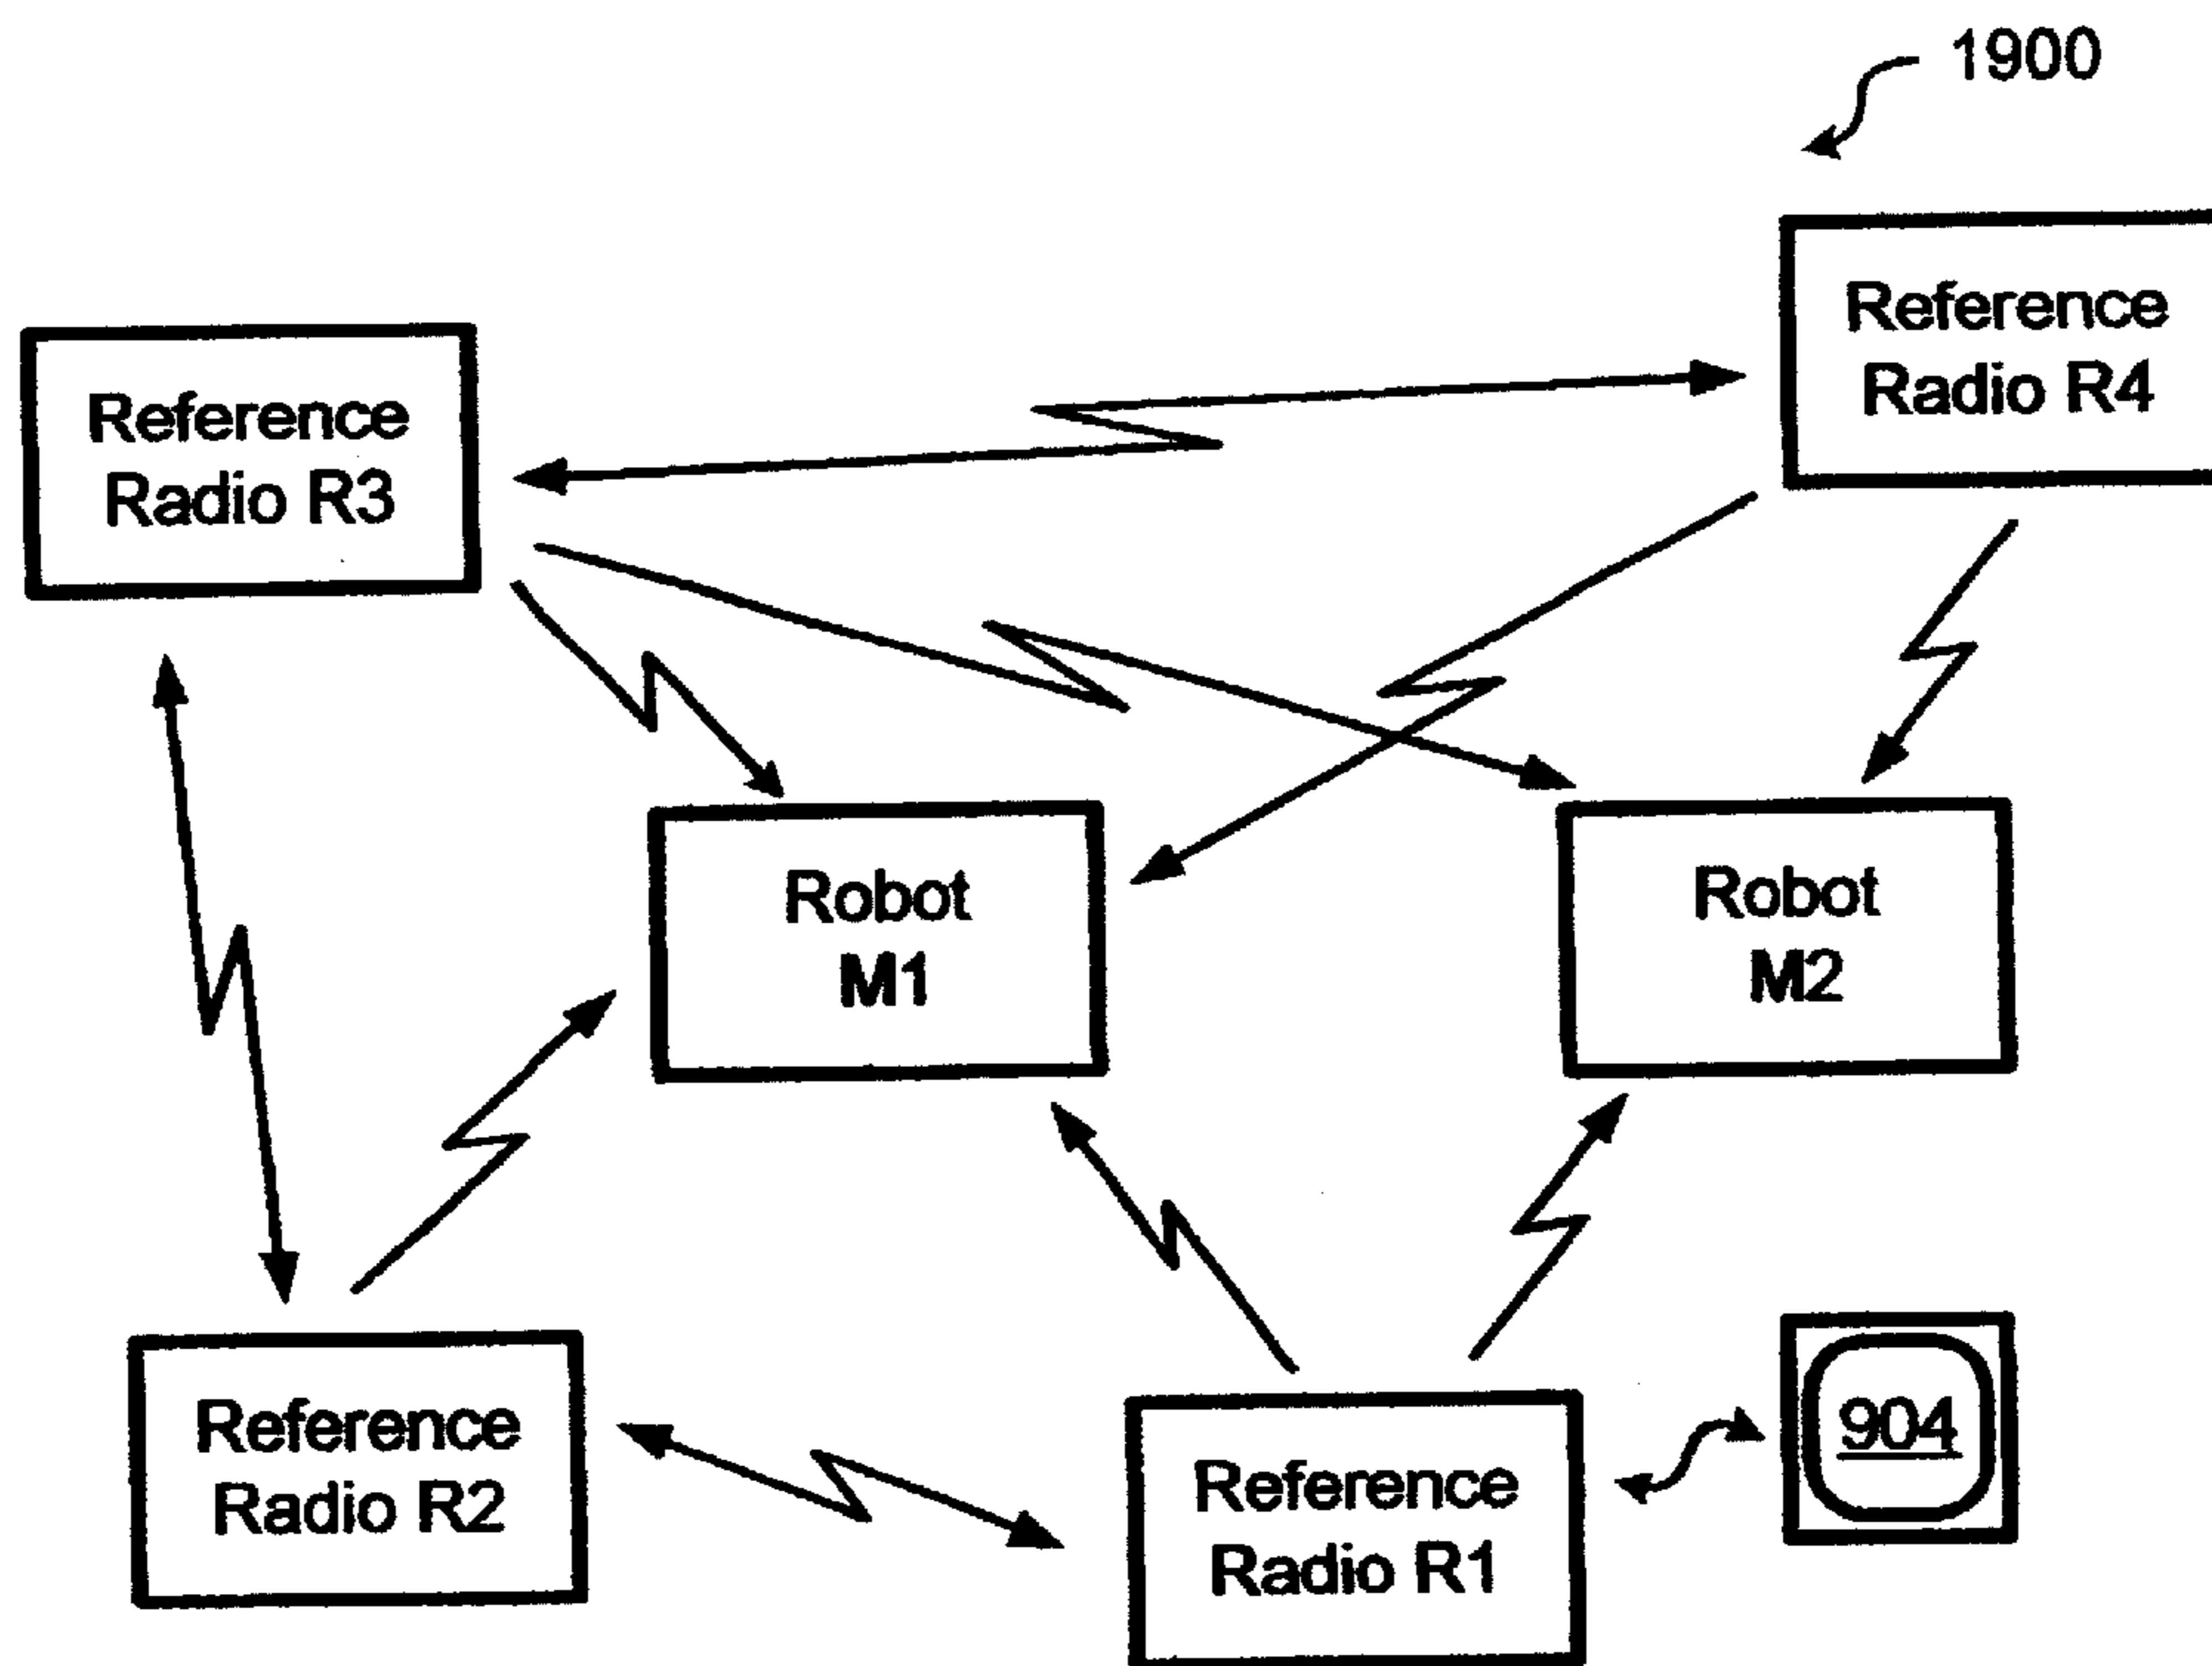 1900
Reference
Radio R4
Reference
Radio R3
Robot
M1
Robot
M2
Reference
Radio R2
Reference
Radio R1
904